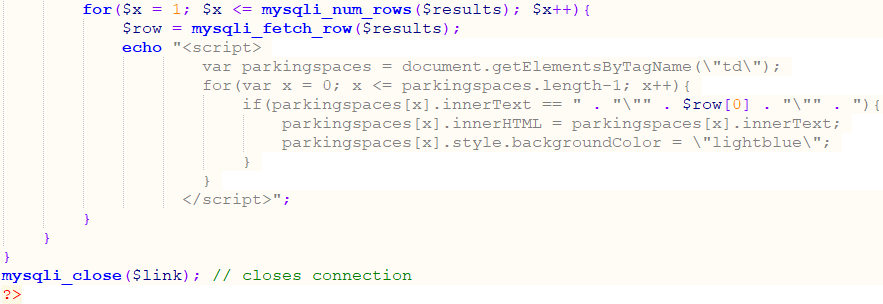 for($x = 1; $x <= mysqli_num_rows($results); $x++){
$row = mysqli_fetch_row($results);
echo "<script>
var parkingspaces = document.getElementsByTagName(\"td\");
for(var x = 0; x <= parkingspaces.length-1; x++){
if(parkingspaces[x].innerText == " . "\"" . $row[0] . "\"" . "){
parkingspaces[x].innerHTML = parkingspaces[x].innerText;
parkingspaces[x].style.backgroundColor = \"lightblue\";
}
}
</script>";
}
}
}
mysqli_close($link); // closes connection
?>